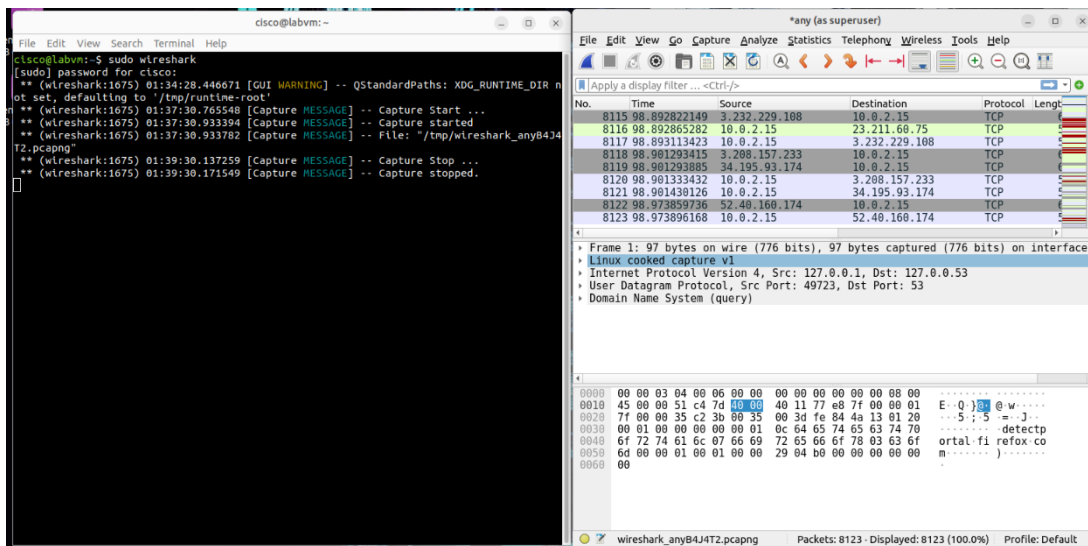 cisco@labvm: ~
File Edit View Search Terminal Help
cisco@labvm:~$ sudo wireshark
[sudo] password for cisco:
** (wireshark:1675) 01:34:28.446671 [GUI WARNING] -- QStandardPaths: XDG_RUNTIME_DIR n
ot set, defaulting to '/tmp/runtime-root'
** (wireshark:1675) 01:37:30.765548 [Capture MESSAGE] -- Capture Start ...
** (wireshark:1675) 01:37:30.933394 [Capture MESSAGE] -- Capture started
** (wireshark:1675) 01:37:30.933782 [Capture MESSAGE] -- File: "/tmp/wireshark_anyB4J4
T2.pcapng"
** (wireshark:1675) 01:39:30.137259 [Capture MESSAGE] -- Capture Stop ...
** (wireshark:1675) 01:39:30.171549 [Capture MESSAGE] -- Capture stopped.
*any (as superuser)
File Edit View Go Capture Analyze Statistics Telephony Wireless Tools Help
Apply a display filter ... <Ctrl-/>
No. Time Source Destination Protocol Lengt
8115 98.892822149 3.232.229.108 10.0.2.15 TCP
8116 98.892865282 10.0.2.15 23.211.60.75 TCP
8117 98.893113423 10.0.2.15 3.232.229.108 TCP
8118 98.901293415 3.208.157.233 10.0.2.15 TCP
8119 98.901293885 34.195.93.174 10.0.2.15 TCP
8120 98.901333432 10.0.2.15 3.208.157.233 TCP
8121 98.901430126 10.0.2.15 34.195.93.174 TCP
8122 98.973859736 52.40.160.174 10.0.2.15 TCP
8123 98.973896168 10.0.2.15 52.40.160.174 TCP
Frame 1: 97 bytes on wire (776 bits), 97 bytes captured (776 bits) on interface
Linux cooked capture v1
Internet Protocol Version 4, Src: 127.0.0.1, Dst: 127.0.0.53
User Datagram Protocol, Src Port: 49723, Dst Port: 53
Domain Name System (query)
0000 00 00 03 04 00 06 00 00 00 00 00 00 00 00 08 00 ········ ········
0010 45 00 00 51 c4 7d 40 00 40 11 77 e8 7f 00 00 01 E··Q·}@· @·w·····
0020 7f 00 00 35 c2 3b 00 35 00 3d fe 84 4a 13 01 20 ···5·;·5 ·=··J··
0030 00 01 00 00 00 00 00 01 0c 64 65 74 65 63 74 70 ········ ·detectp
0040 6f 72 74 61 6c 07 66 69 72 65 66 6f 78 03 63 6f ortal·fi refox·co
0050 6d 00 00 01 00 01 00 00 29 04 b0 00 00 00 00 00 m······· )·······
0060 00 ·
wireshark_anyB4J4T2.pcapng Packets: 8123 · Displayed: 8123 (100.0%) Profile: Default